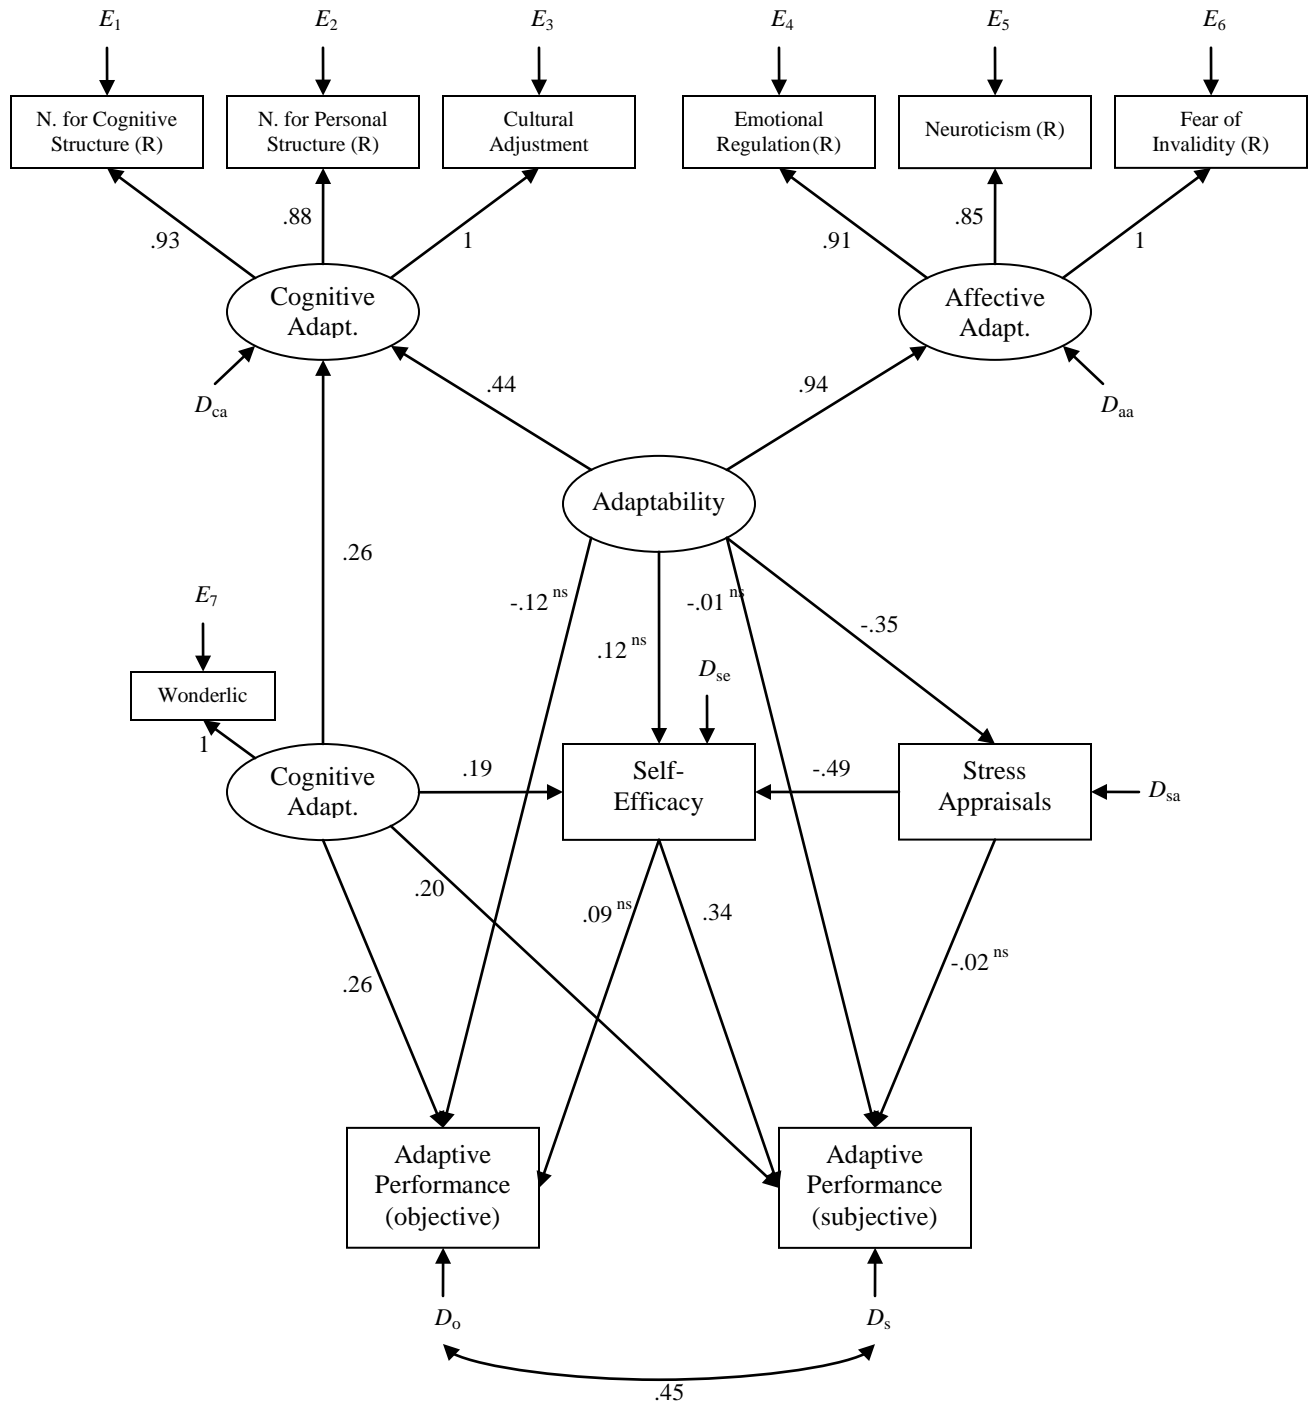 E1
E2
E3
E4
E5
E6
N. for Cognitive
Structure (R)
N. for Personal
Structure (R)
Cultural
Adjustment
Emotional
Regulation (R)
Neuroticism (R)
Fear of
Invalidity (R)
.93
.88
1
.91
.85
1
Cognitive
Adapt.
Affective
Adapt.
Dca
.44
.94
Daa
Adaptability
.26
E7
-.12 ns
.12 ns
-.01 ns
-.35
Dse
Wonderlic
1
Cognitive
Adapt.
.19
Self-
Efficacy
-.49
Stress
Appraisals
Dsa
.20
.09 ns
.34
.26
-.02 ns
Adaptive
Performance
(objective)
Adaptive
Performance
(subjective)
Do
Ds
.45